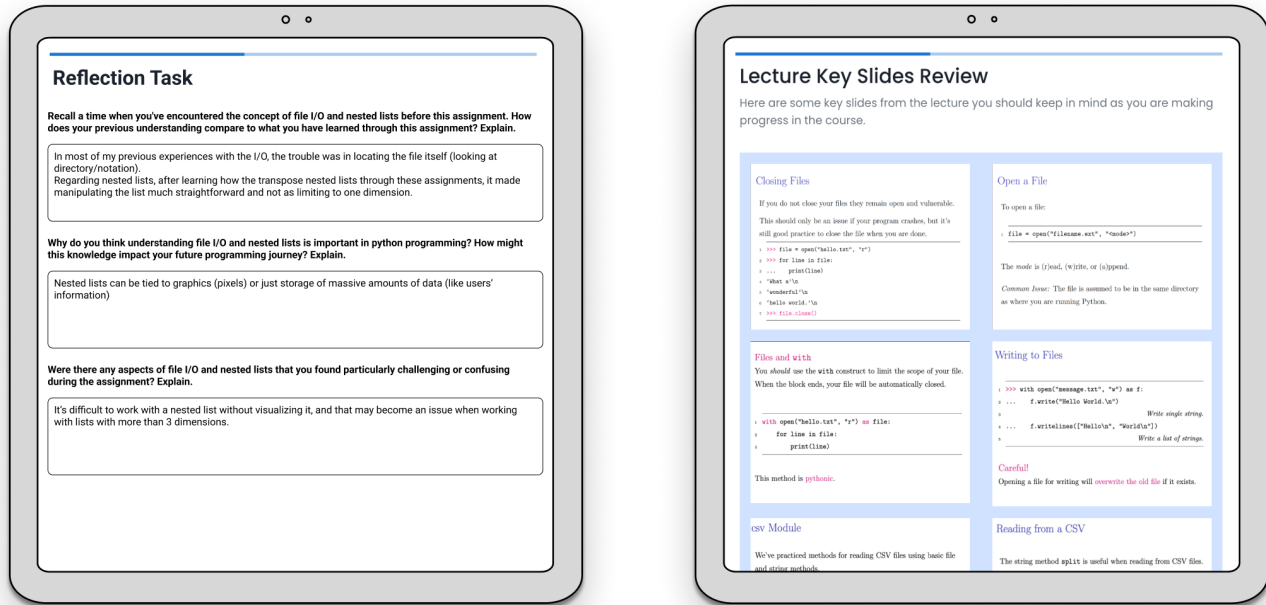 Reflection Task
Recall a time when you've encountered the concept of file I/O and nested lists before this assignment. How
does your previous understanding compare to what you have learned through this assignment? Explain.
In most of my previous experiences with the I/O, the trouble was in locating the file itself (looking at
directory/notation).
Regarding nested lists, after learning how the transpose nested lists through these assignments, it made
manipulating the list much straightforward and not as limiting to one dimension.
Why do you think understanding file I/O and nested lists is important in python programming? How might
this knowledge impact your future programming journey? Explain.
Nested lists can be tied to graphics (pixels) or just storage of massive amounts of data (like users'
information)
Were there any aspects of file I/O and nested lists that you found particularly challenging or confusing
during the assignment? Explain.
It's difficult to work with a nested list without visualizing it, and that may become an issue when working
with lists with more than 3 dimensions.
Lecture Key Slides Review
Here are some key slides from the lecture you should keep in mind as you are making
progress in the course.
Closing Files
If you do not close your files they remain open and vulnerable.
This should only be an issue if your program crashes, but it's
still good practice to close the file when you are done.
1 >>> file = open("hello.txt", "r")
2 >>> for line in file:
3 ... print(line)
4 'What a'\n
5 'wonderful'\n
6 'hello world.'\n
7 >>> file.close()
Open a File
To open a file:
1 file = open("filename.ext", "<mode>")
The mode is (r)ead, (w)rite, or (a)ppend.
Common Issue: The file is assumed to be in the same directory
as where you are running Python.
Files and with
You should use the with construct to limit the scope of your file.
When the block ends, your file will be automatically closed.
1 with open("hello.txt", "r") as file:
2 for line in file:
3 print(line)
This method is pythonic.
Writing to Files
1 >>> with open("message.txt", "w") as f:
2 ... f.write("Hello World.\n")
3 Write single string.
4 ... f.writelines(["Hello\n", "World\n"])
5 Write a list of strings.
Careful!
Opening a file for writing will overwrite the old file if it exists.
csv Module
We've practiced methods for reading CSV files using basic file
and string methods.
Reading from a CSV
The string method split is useful when reading from CSV files.